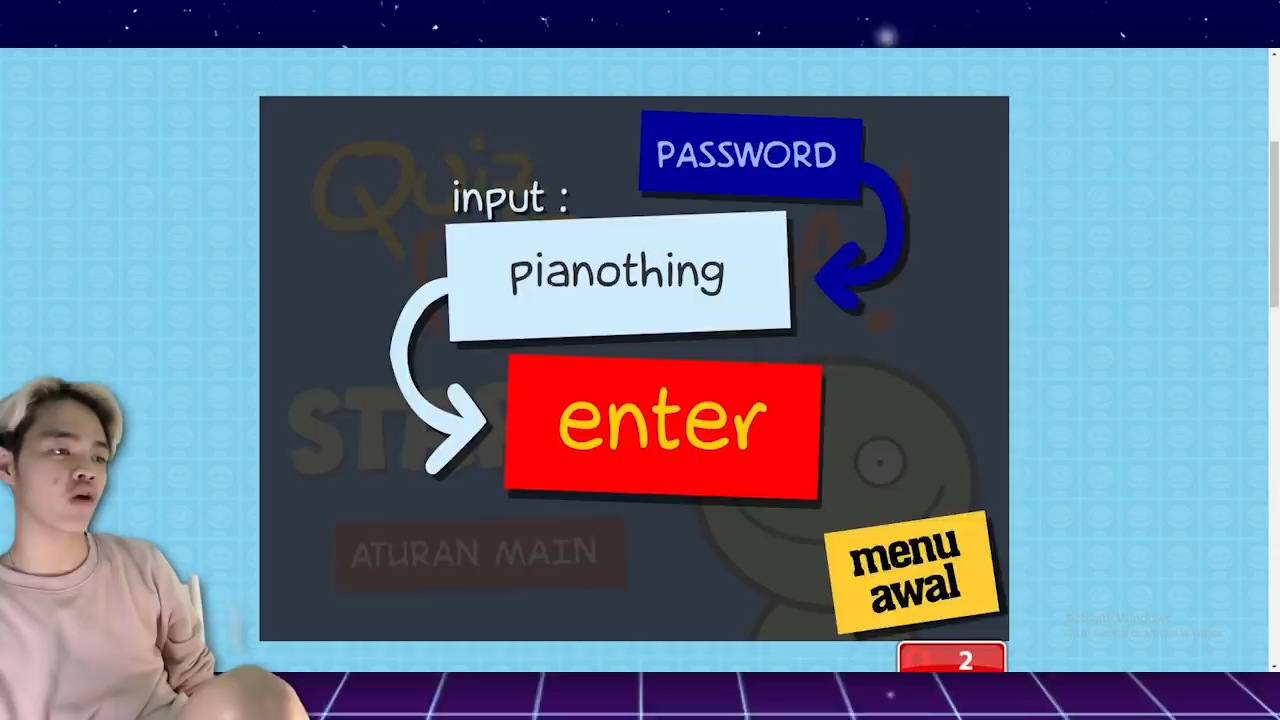 PASSWORD
input :
pianothing
enter
ATURAN MAIN
menu
awal
2